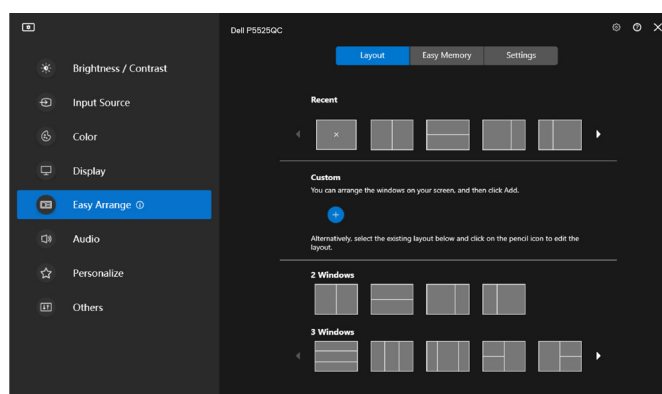 Dell P5525QC
Layout
Easy Memory
Settings
Brightness / Contrast
Input Source
Color
Display
Easy Arrange
Audio
Personalize
Others
Recent
Custom
You can arrange the windows on your screen, and then click Add.
Alternatively, select the existing layout below and click on the pencil icon to edit the
layout.
2 Windows
3 Windows